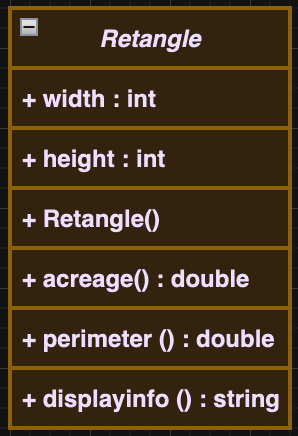 Retangle
+ width : int
+ height : int
+ Retangle()
+ acreage() : double
+ perimeter () : double
+ displayinfo () : string